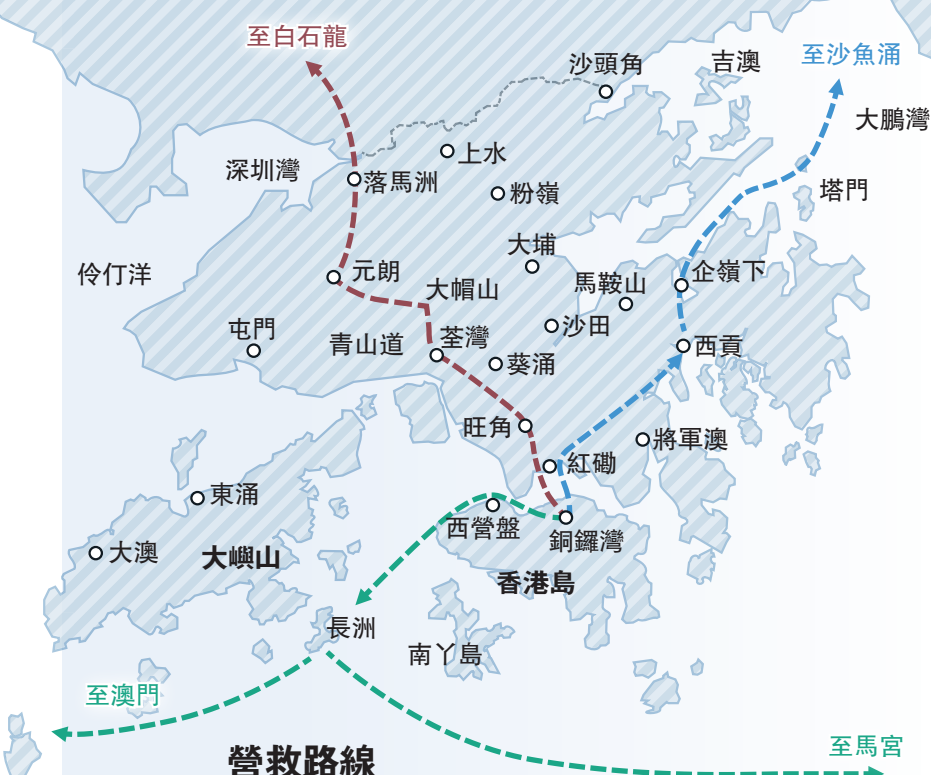 至白石龍
沙頭角
吉澳
至沙魚涌
大鵬灣
深圳灣
上水
落馬洲
粉嶺
塔門
伶仃洋
大埔
元朗
大帽山
馬鞍山
企嶺下
屯門
青山道
荃灣
沙田
葵涌
西貢
旺角
將軍澳
紅磡
東涌
西營盤
銅鑼灣
大澳
大嶼山
香港島
長洲
南丫島
至澳門
至馬宮
營救路線